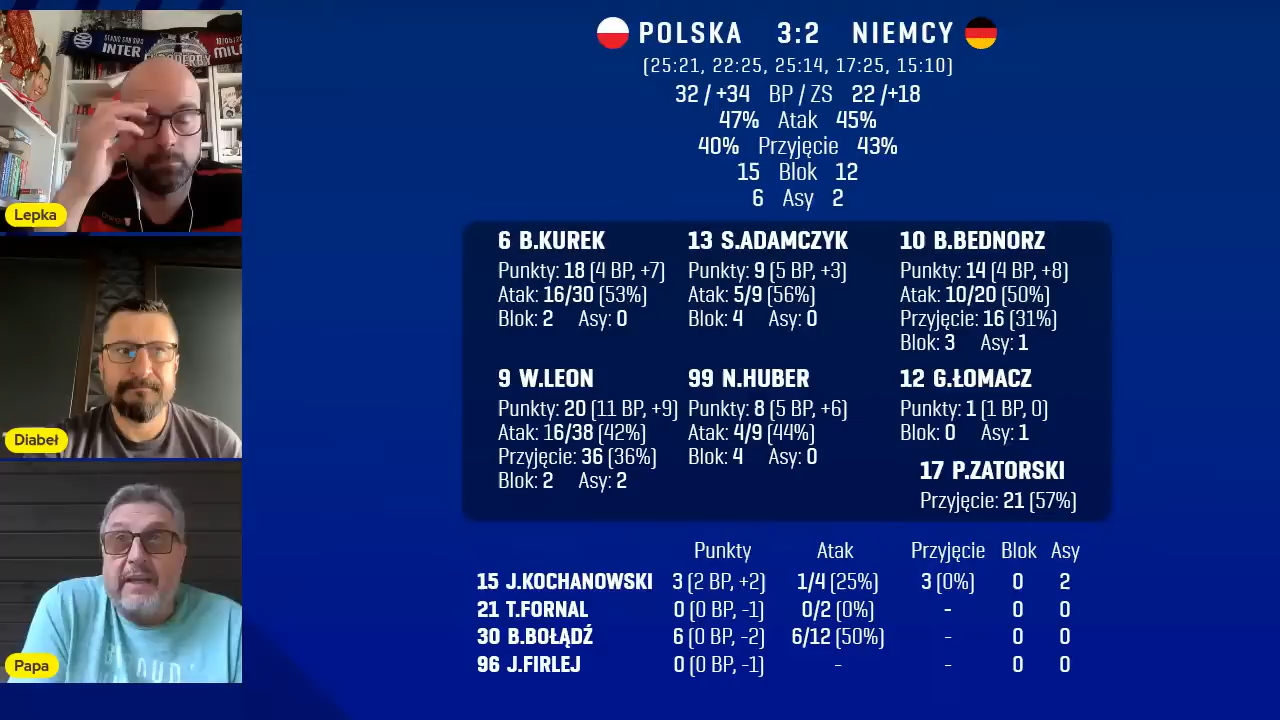 POLSKA 3:2 NIEMCY
(25:21, 22:25, 25:14, 17:25, 15:10)
32 / +34 BP / ZS 22 /+18
47% Atak 45%
40% Przyjęcie 43%
15 Blok 12
6 Asy 2
6 B.KUREK
Punkty: 18 (4 BP, +7)
Atak: 16/30 (53%)
Blok: 2 Asy: 0
13 S.ADAMCZYK
Punkty: 9 (5 BP, +3)
Atak: 5/9 (56%)
Blok: 4 Asy: 0
10 B.BEDNORZ
Punkty: 14 (4 BP, +8)
Atak: 10/20 (50%)
Przyjęcie: 16 (31%)
Blok: 3 Asy: 1
9 W.LEON
Punkty: 20 (11 BP, +9)
Atak: 16/38 (42%)
Przyjęcie: 36 (36%)
Blok: 2 Asy: 2
99 N.HUBER
Punkty: 8 (5 BP, +6)
Atak: 4/9 (44%)
Blok: 4 Asy: 0
12 G.ŁOMACZ
Punkty: 1 (1 BP, 0)
Blok: 0 Asy: 1
17 P.ZATORSKI
Przyjęcie: 21 (57%)
Punkty Atak Przyjęcie Blok Asy
15 J.KOCHANOWSKI 3 (2 BP, +2) 1/4 (25%) 3 (0%) 0 2
21 T.FORNAL 0 (0 BP, -1) 0/2 (0%) - 0 0
30 B.BOŁĄDŹ 6 (0 BP, -2) 6/12 (50%) - 0 0
96 J.FIRLEJ 0 (0 BP, -1) - - 0 0
STADIO SAN SIRO
INTER
MILA
Lepka
Diabeł
Papa